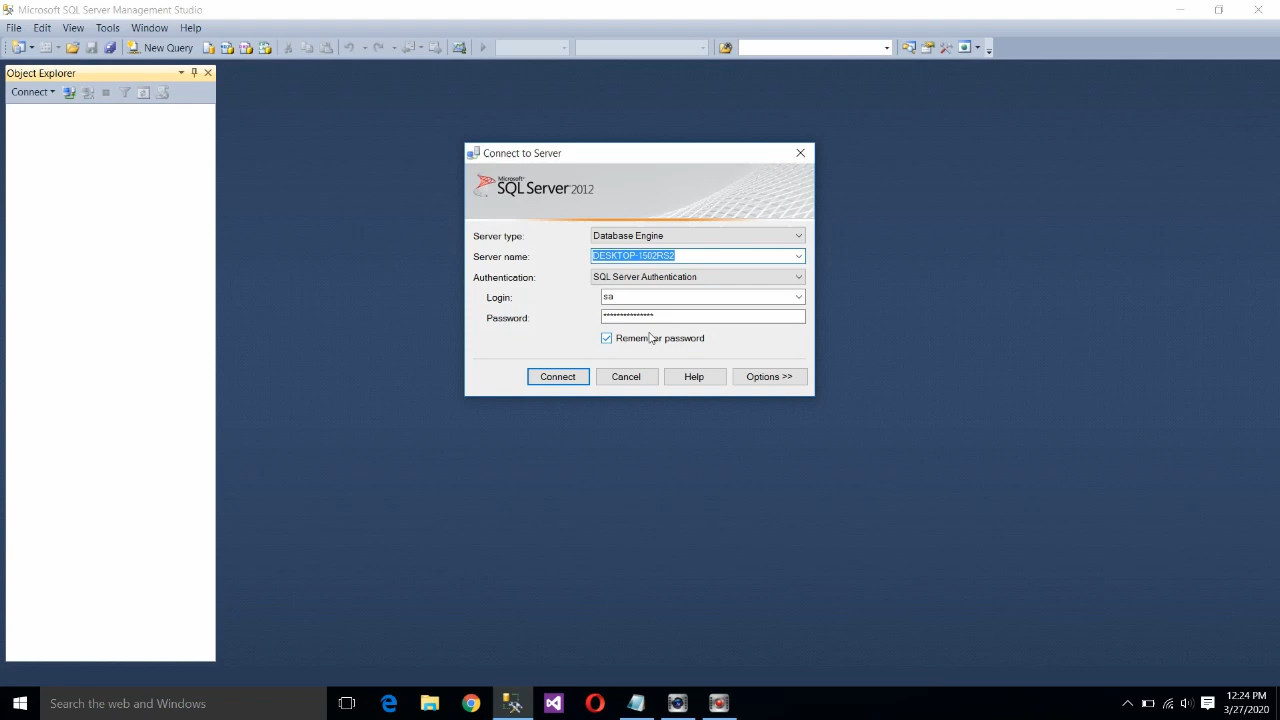 Microsoft SQL Server Management Studio
File Edit View Tools Window Help
New Query
Object Explorer
Connect
Connect to Server
Microsoft
SQL Server 2012
Server type: Database Engine
Server name: DESKTOP-1502RS2
Authentication: SQL Server Authentication
Login: sa
Password: ***************
Remember password
Connect Cancel Help Options >>
Search the web and Windows
12:24 PM
3/27/2020